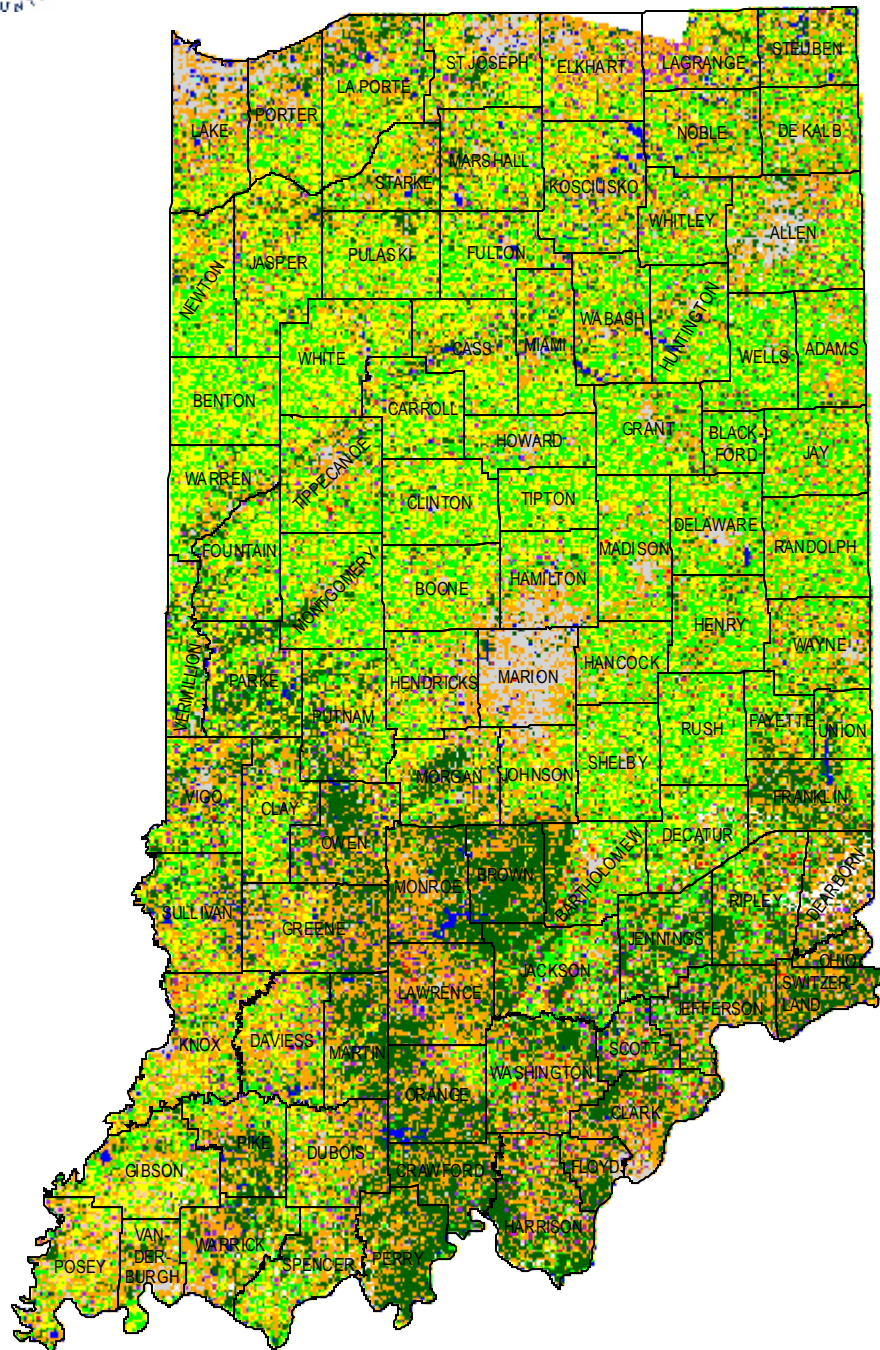 UN
STEUBEN
ST JOSEPH
ELKHART
LAGRANGE
LA PORTE
PORTER
LAKE
NOBLE
DE KALB
MARSHALL
STARKE
KOSCIUSKO
WHITLEY
ALLEN
PULASKI
FULTON
JASPER
NEWTON
WABASH
HUNTINGTON
MIAMI
CASS
WHITE
WELLS
ADAMS
BENTON
CARROLL
GRANT
HOWARD
BLACK-
FORD
JAY
WARREN
TIPPECANOE
CLINTON
TIPTON
DELAWARE
RANDOLPH
FOUNTAIN
MADISON
MONTGOMERY
BOONE
HAMILTON
HENRY
WAYNE
VERMILLION
PARKE
HENDRICKS
MARION
HANCOCK
PUTNAM
RUSH
FAYETTE
UNION
MORGAN
JOHNSON
SHELBY
VIGO
CLAY
FRANKLIN
OWEN
DECATUR
MONROE
BROWN
BARTHOLOMEW
DEARBORN
RIPLEY
SULLIVAN
GREENE
JENNINGS
OHIO
JACKSON
LAWRENCE
SWITZER-
LAND
JEFFERSON
KNOX
DAVIESS
MARTIN
SCOTT
WASHINGTON
ORANGE
CLARK
PIKE
DUBOIS
GIBSON
CRAWFORD
FLOYD
HARRISON
VAN-
DER-
BURGH
WARRICK
POSEY
SPENCER
PERRY